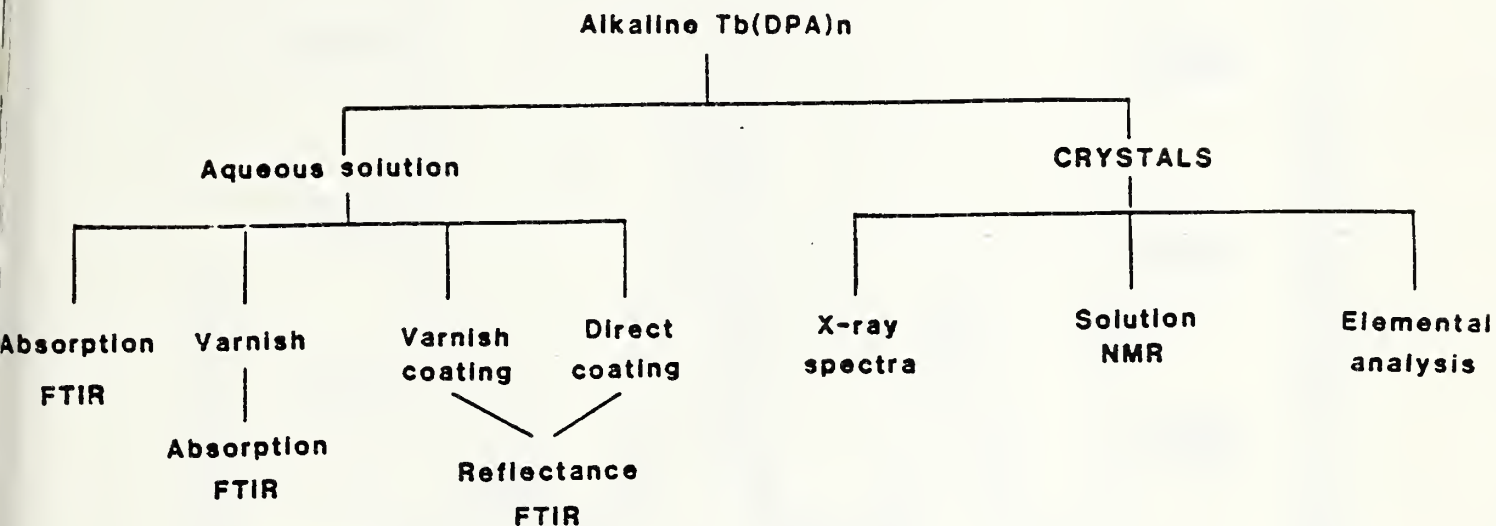 Alkaline Tb(DPA)n
Aqueous solution
CRYSTALS
Absorption
FTIR
Varnish
Absorption
FTIR
Varnish
coating
Direct
coating
Reflectance
FTIR
X-ray
spectra
Solution
NMR
Elemental
analysis